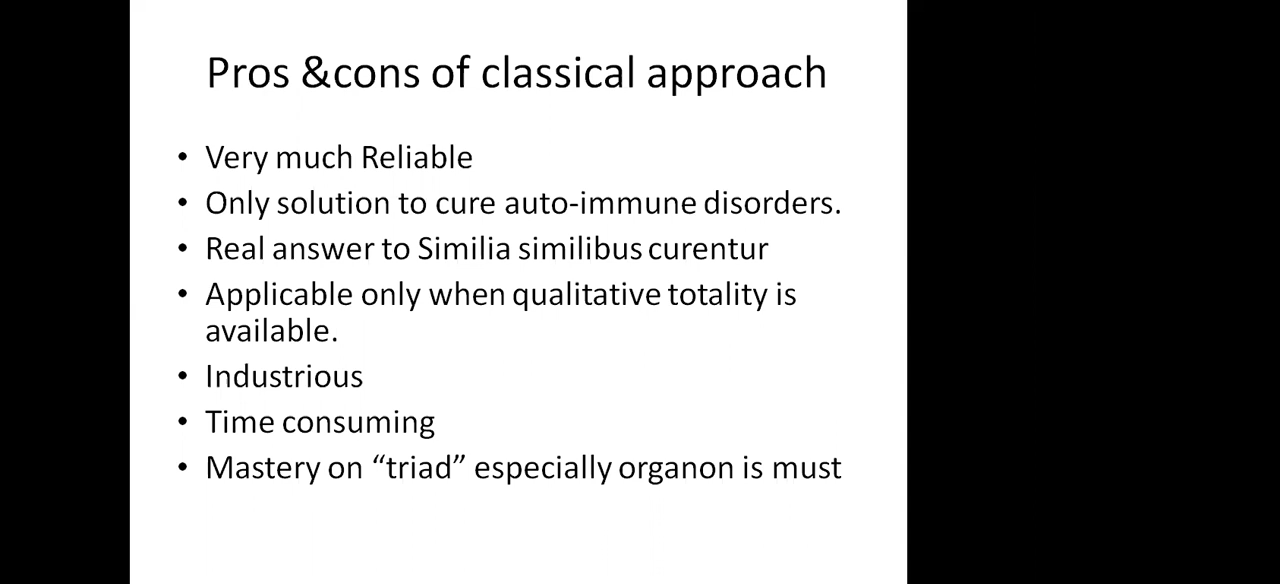 Pros &cons of classical approach
• Very much Reliable
• Only solution to cure auto-immune disorders.
• Real answer to Similia similibus curentur
• Applicable only when qualitative totality is
available.
• Industrious
• Time consuming
• Mastery on “triad” especially organon is must